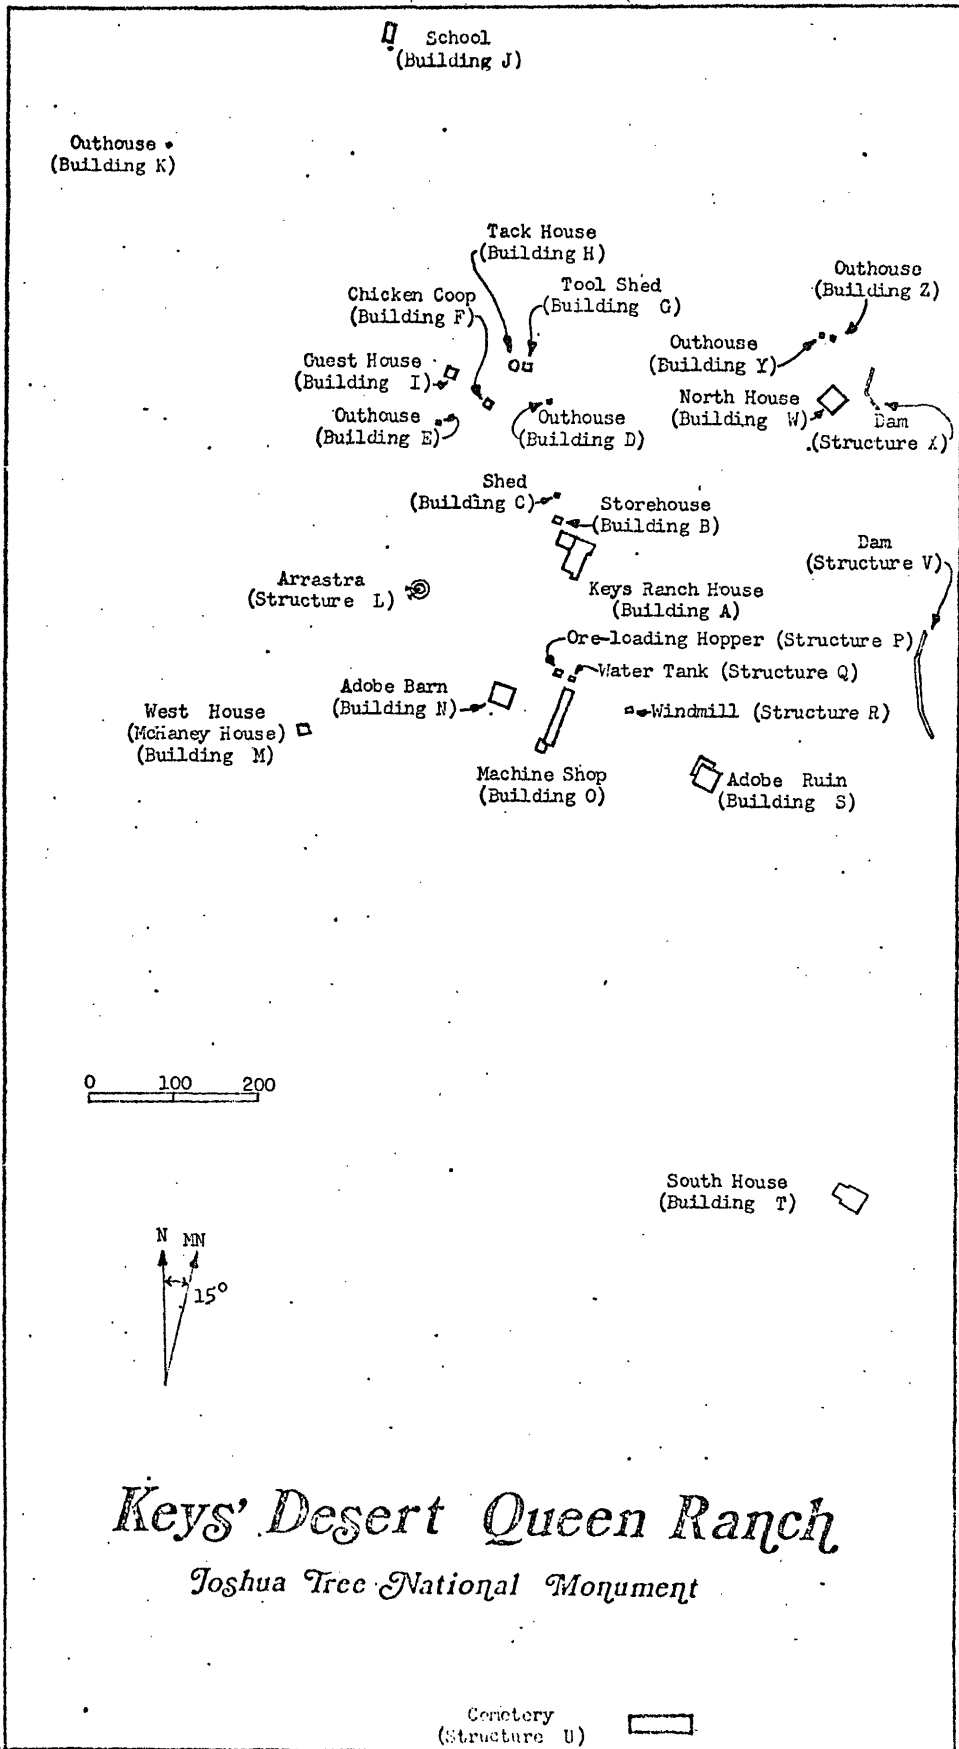 School
(Building J)
Outhouse
(Building K)
Tack House
(Building H)
Tool Shed
(Building G)
Outhouse
(Building Z)
Chicken Coop
(Building F)
Outhouse
(Building Y)
Guest House
(Building I)
North House
(Building W)
Dam
(Structure X)
Outhouse
(Building E)
Outhouse
(Building D)
Shed
(Building C)
Storehouse
(Building B)
Dam
(Structure V)
Arrastra
(Structure L)
Keys Ranch House
(Building A)
Ore-loading Hopper (Structure P)
Water Tank (Structure Q)
Adobe Barn
(Building N)
West House
(McHaney House)
(Building M)
Windmill (Structure R)
Machine Shop
(Building O)
Adobe Ruin
(Building S)
0 100 200
South House
(Building T)
N MN
15°
Keys' Desert Queen Ranch
Joshua Tree National Monument
Cemetery
(Structure U)